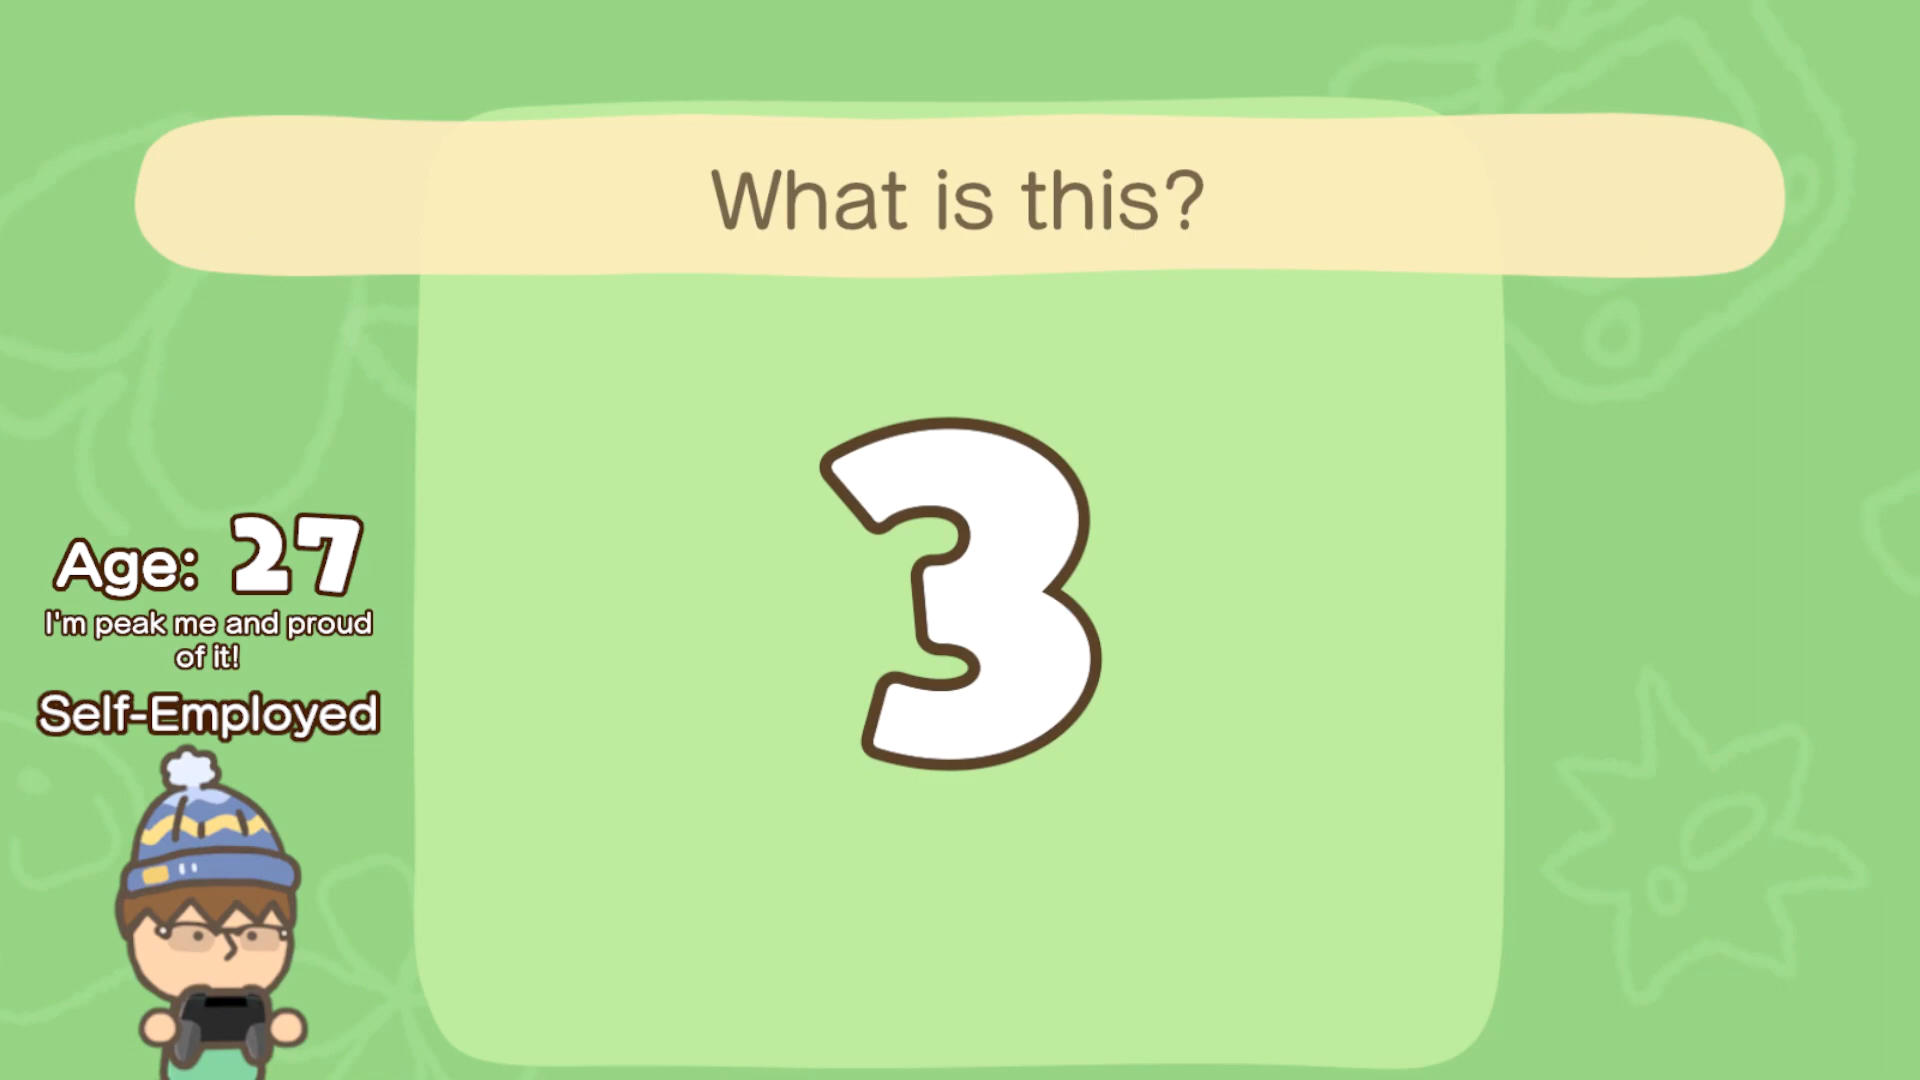 What is this?
3
Age: 27
I'm peak me and proud
of it!
Self-Employed